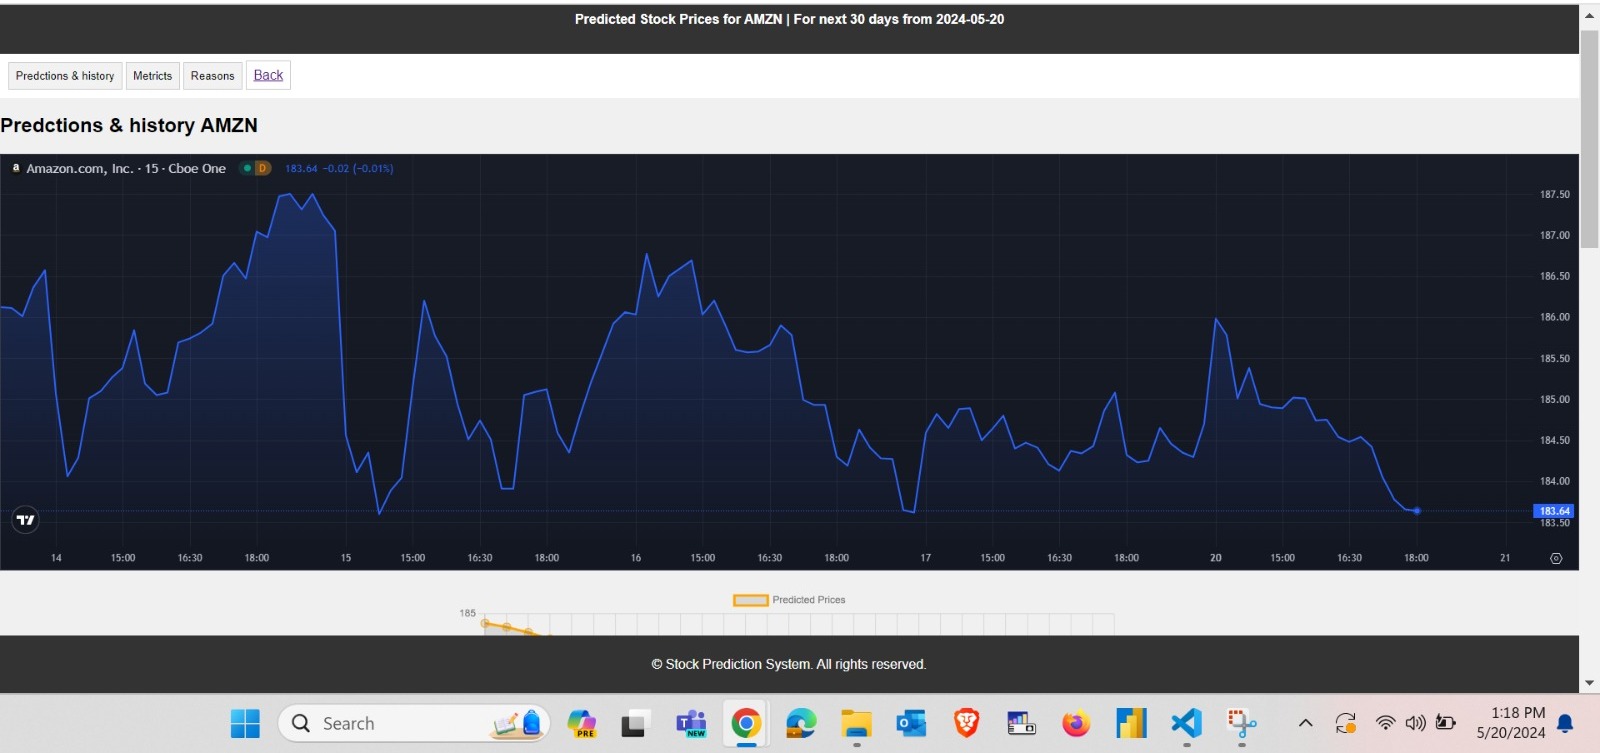 Predicted Stock Prices for AMZN | For next 30 days from 2024-05-20
Predctions & history
Metricts
Reasons
Back
Predctions & history AMZN
a Amazon.com, Inc. · 15 · Cboe One D 183.64 −0.02 (−0.01%)
187.50
187.00
186.50
186.00
185.50
185.00
184.50
184.00
183.64
183.50
14 15:00 16:30 18:00 15 15:00 16:30 18:00 16 15:00 16:30 18:00 17 15:00 16:30 18:00 20 15:00 16:30 18:00 21
Predicted Prices
185
© Stock Prediction System. All rights reserved.
Search
PRE
NEW
1:18 PM
5/20/2024